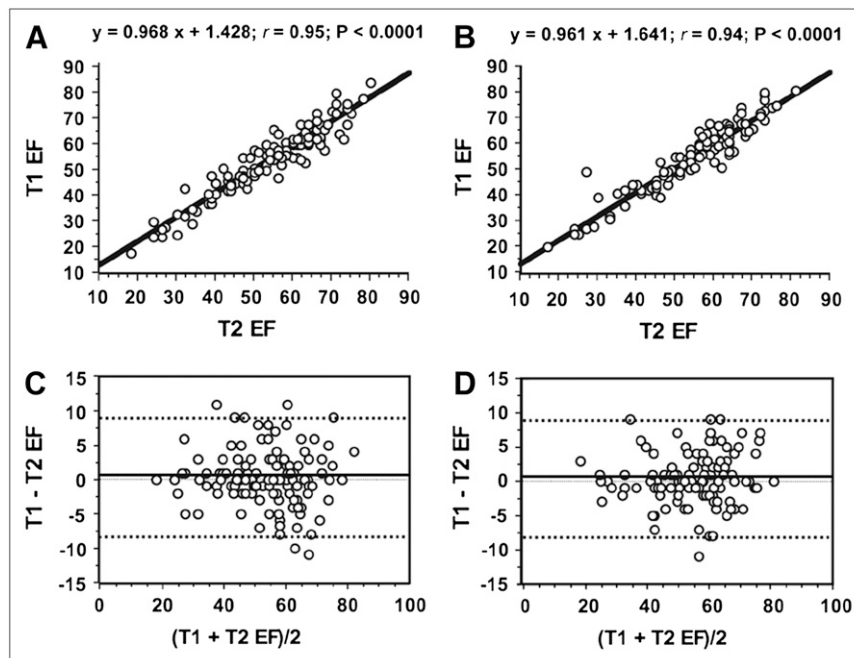 A
y = 0.968 x + 1.428; r = 0.95; P < 0.0001
90
80
70
60
50
40
30
20
10
T1 EF
10 20 30 40 50 60 70 80 90
T2 EF
B
y = 0.961 x + 1.641; r = 0.94; P < 0.0001
90
80
70
60
50
40
30
20
10
T1 EF
10 20 30 40 50 60 70 80 90
T2 EF
C
15
10
5
0
-5
-10
-15
T1 - T2 EF
0 20 40 60 80 100
(T1 + T2 EF)/2
D
15
10
5
0
-5
-10
-15
T1 - T2 EF
0 20 40 60 80 100
(T1 + T2 EF)/2